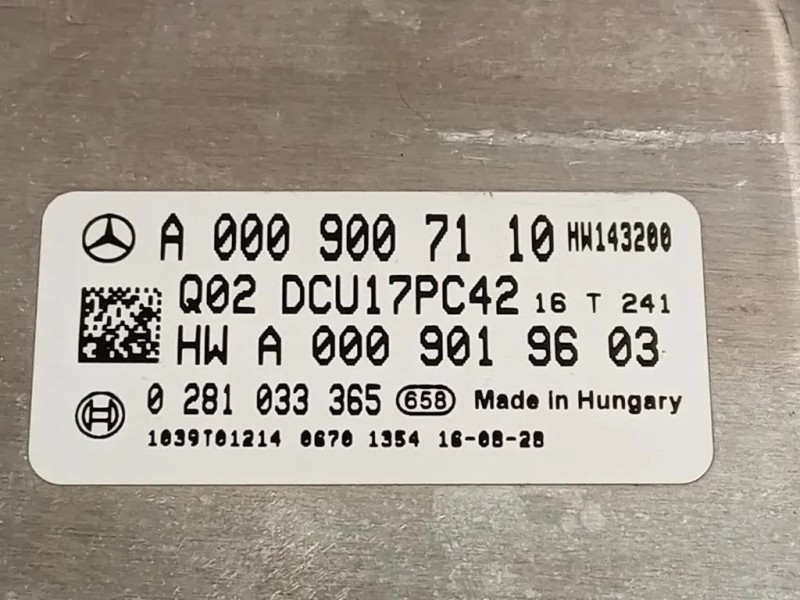 A 000 900 71 10 HW143200
Q02 DCU17PC42 16 T 241
HW A 000 901 96 03
0 281 033 365 658 Made in Hungary
1039T01214 0670 1354 16-08-28